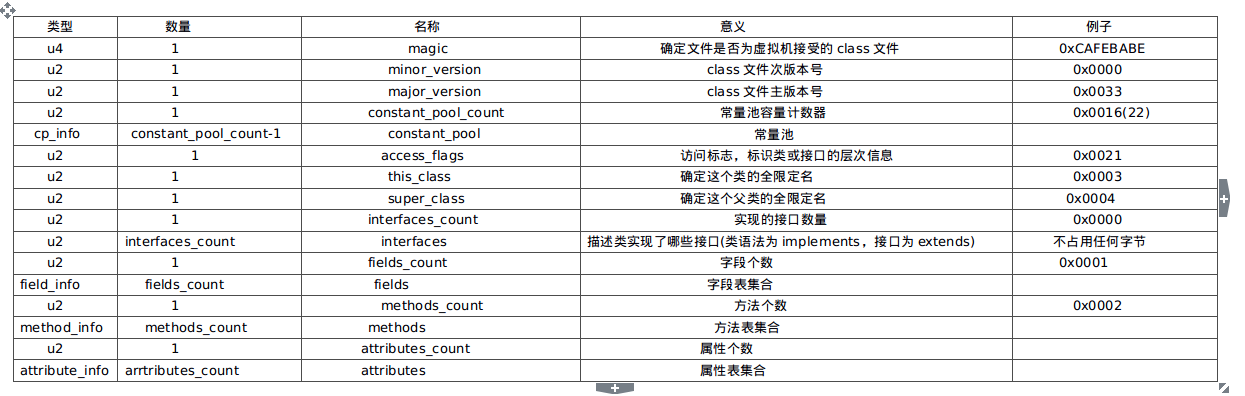 类型 数量 名称 意义 例子
u4 1 magic 确定文件是否为虚拟机接受的 class 文件 0xCAFEBABE
u2 1 minor_version class 文件次版本号 0x0000
u2 1 major_version class 文件主版本号 0x0033
u2 1 constant_pool_count 常量池容量计数器 0x0016(22)
cp_info constant_pool_count-1 constant_pool 常量池
u2 1 access_flags 访问标志，标识类或接口的层次信息 0x0021
u2 1 this_class 确定这个类的全限定名 0x0003
u2 1 super_class 确定这个父类的全限定名 0x0004
u2 1 interfaces_count 实现的接口数量 0x0000
u2 interfaces_count interfaces 描述类实现了哪些接口(类语法为 implements，接口为 extends) 不占用任何字节
u2 1 fields_count 字段个数 0x0001
field_info fields_count fields 字段表集合
u2 1 methods_count 方法个数 0x0002
method_info methods_count methods 方法表集合
u2 1 attributes_count 属性个数
attribute_info arrtributes_count attributes 属性表集合